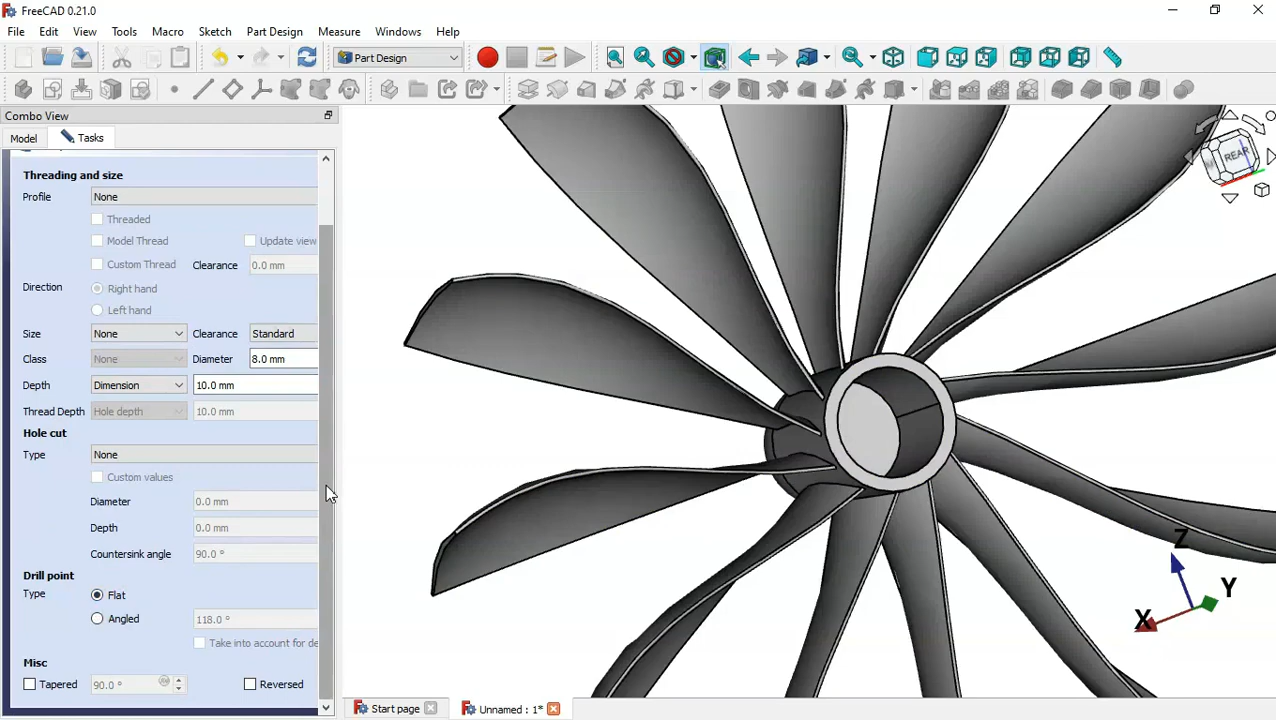 FreeCAD 0.21.0
File Edit View Tools Macro Sketch Part Design Measure Windows Help
Part Design
Combo View
Model Tasks
Threading and size
Profile None
Threaded
Model Thread Update view
Custom Thread Clearance 0.0 mm
Direction Right hand
Left hand
Size None Clearance Standard
Class None Diameter 8.0 mm
Depth Dimension 10.0 mm
Thread Depth Hole depth 10.0 mm
Hole cut
Type None
Custom values
Diameter 0.0 mm
Depth 0.0 mm
Countersink angle 90.0 °
Drill point
Type Flat
Angled 118.0 °
Take into account for de
Misc
Tapered 90.0 ° Reversed
REAR
Z
Y
X
Start page Unnamed : 1*